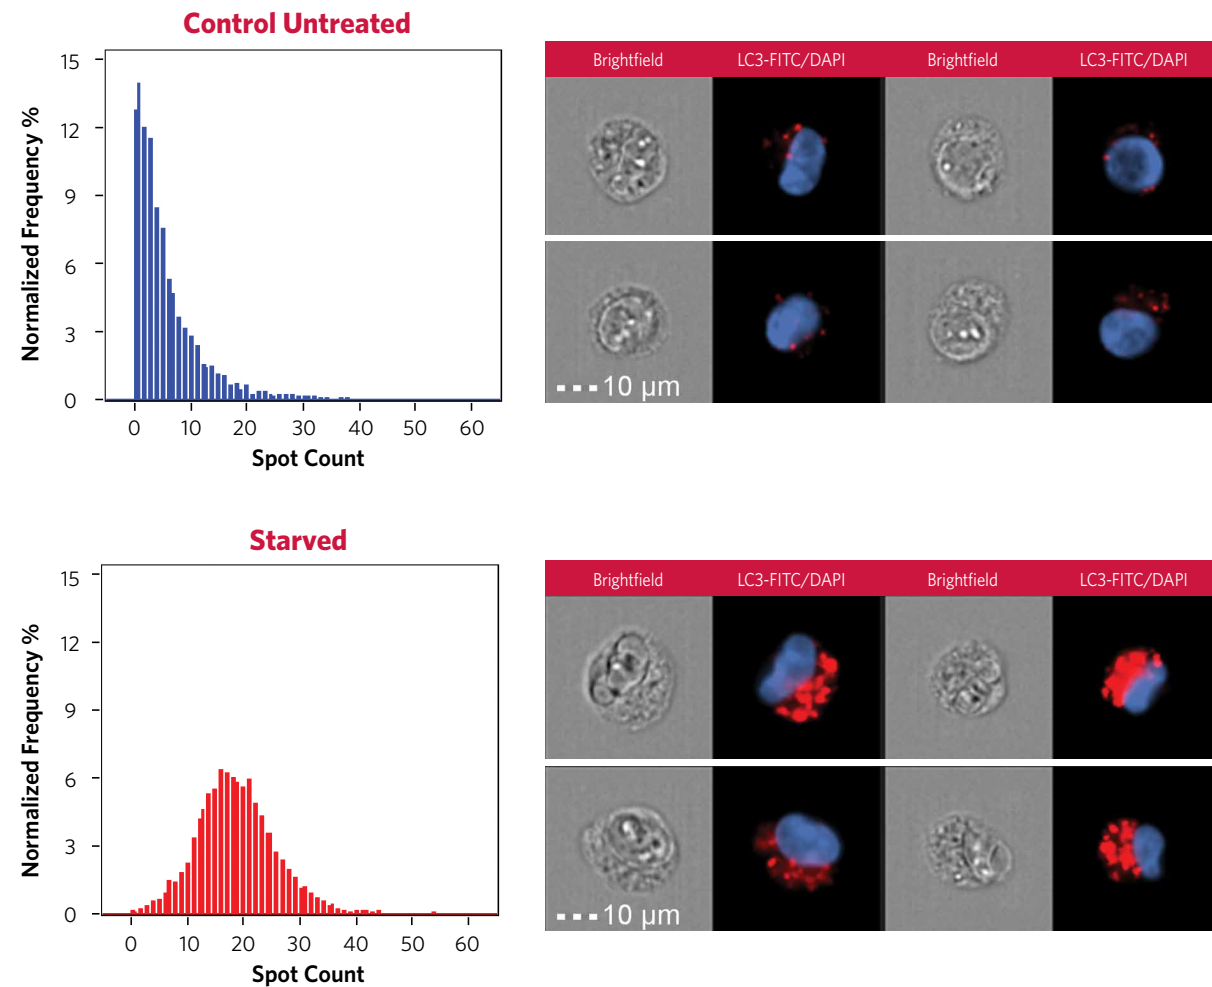 Control Untreated
Normalized Frequency %
15
12
9
6
3
0
0 10 20 30 40 50 60
Spot Count
Brightfield LC3-FITC/DAPI Brightfield LC3-FITC/DAPI
10 µm
Starved
Normalized Frequency %
15
12
9
6
3
0
0 10 20 30 40 50 60
Spot Count
Brightfield LC3-FITC/DAPI Brightfield LC3-FITC/DAPI
10 µm